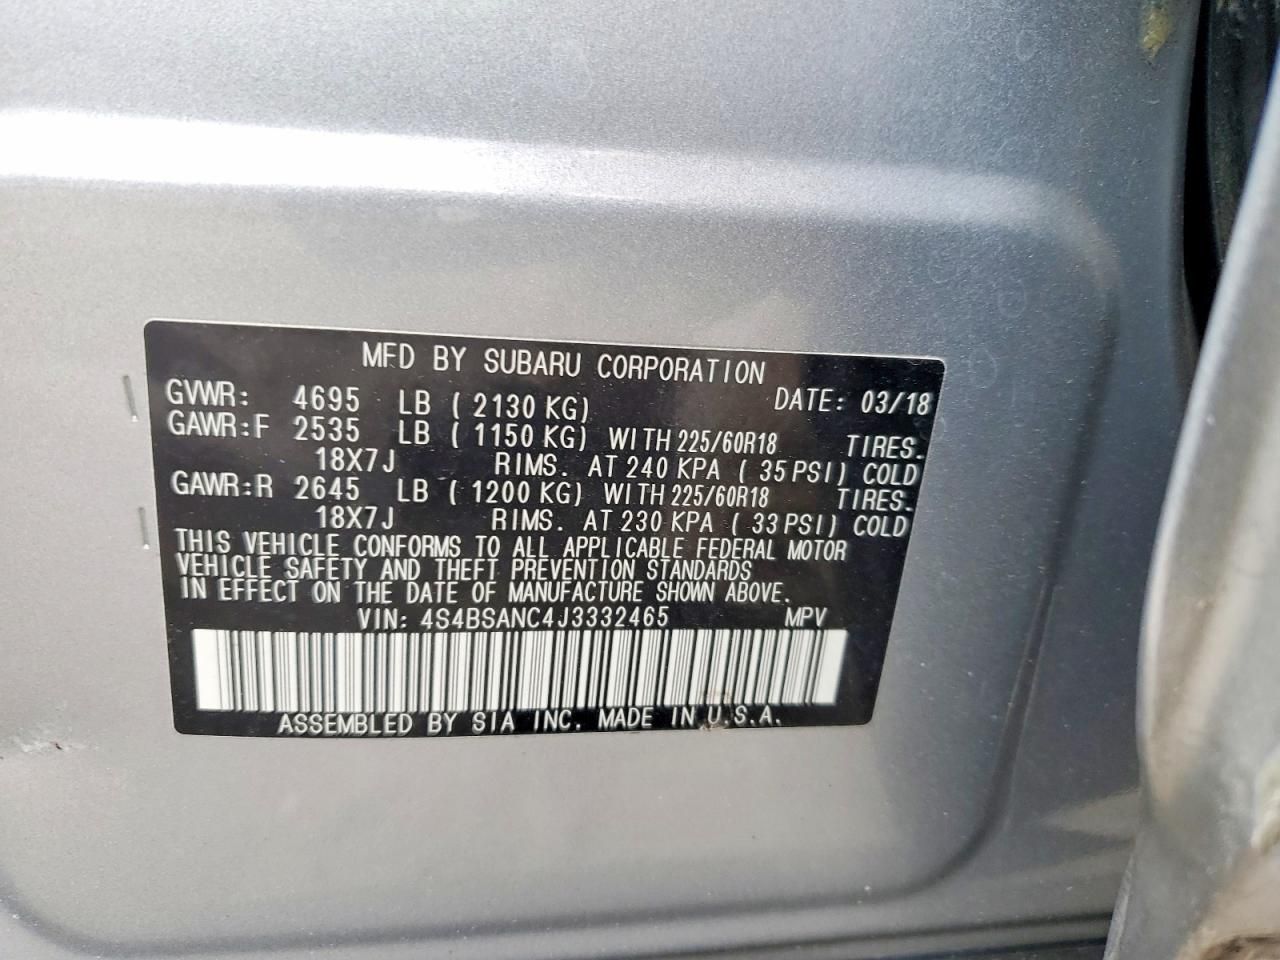 MFD BY SUBARU CORPORATION
GVWR: 4695 LB ( 2130 KG) DATE: 03/18
GAWR:F 2535 LB ( 1150 KG) WITH 225/60R18 TIRES.
18X7J RIMS. AT 240 KPA ( 35 PSI) COLD
GAWR:R 2645 LB ( 1200 KG) WITH 225/60R18 TIRES.
18X7J RIMS. AT 230 KPA ( 33 PSI) COLD
THIS VEHICLE CONFORMS TO ALL APPLICABLE FEDERAL MOTOR
VEHICLE SAFETY AND THEFT PREVENTION STANDARDS
IN EFFECT ON THE DATE OF MANUFACTURE SHOWN ABOVE.
VIN: 4S4BSANC4J3332465 MPV
ASSEMBLED BY SIA INC. MADE IN U.S.A.